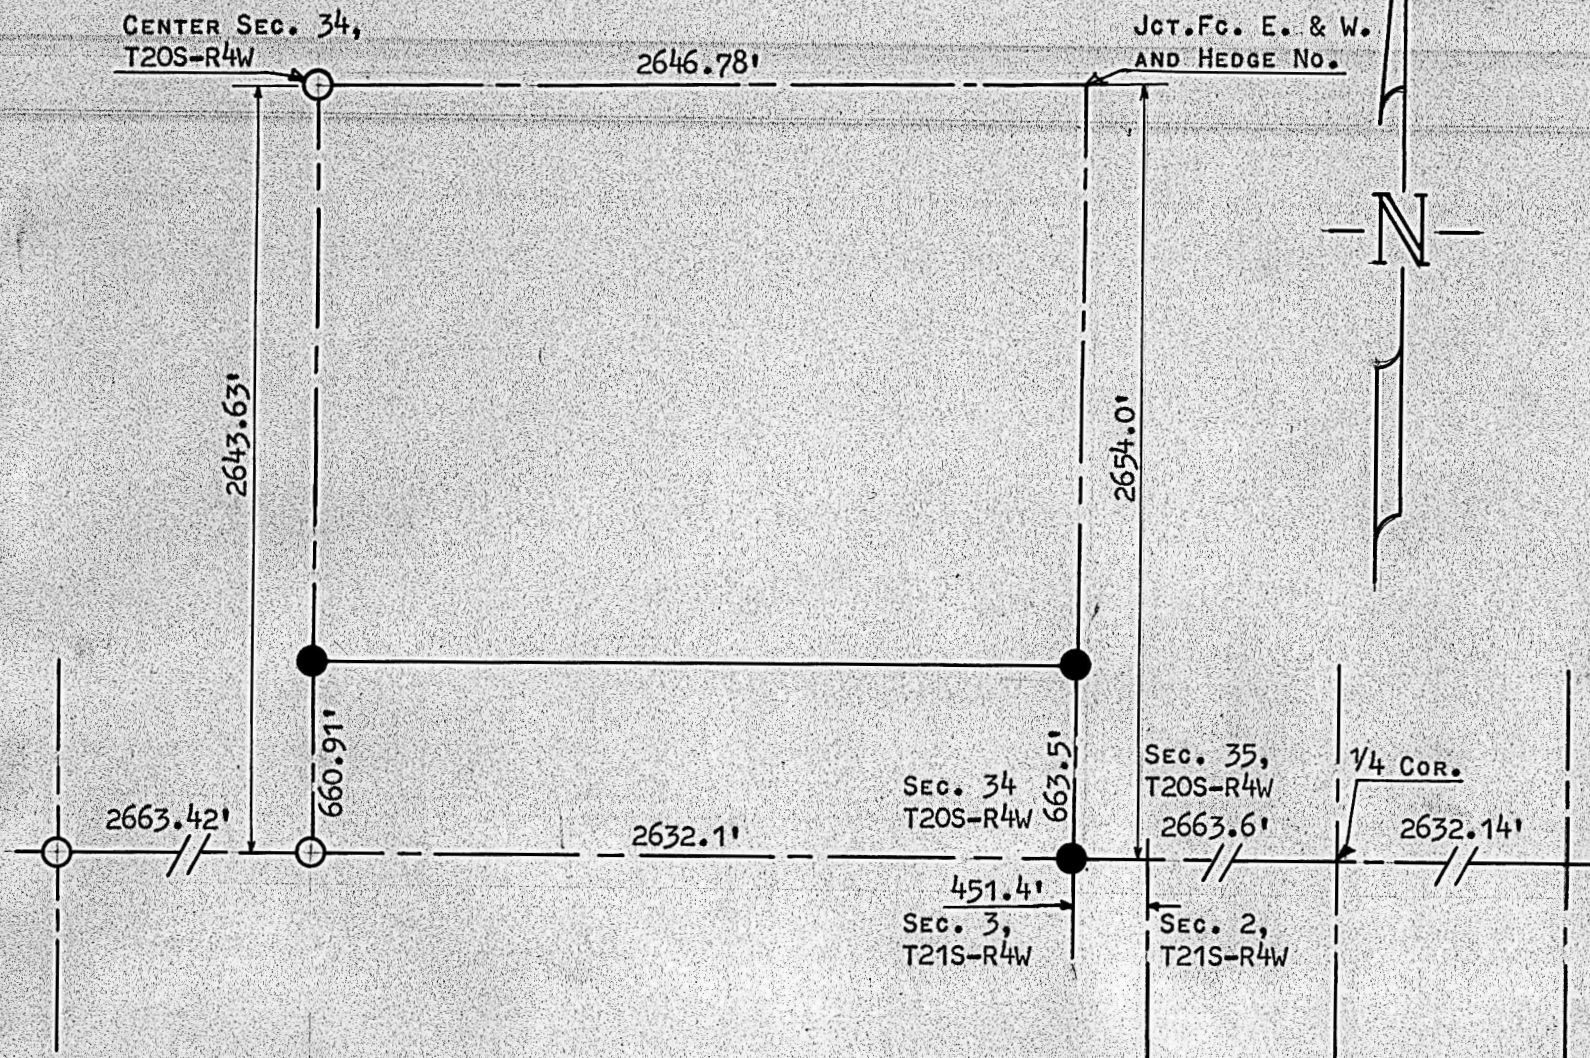 CENTER SEC. 34,
T20S-R4W
2646.78'
JCT.FC. E. & W.
AND HEDGE NO.
N
2643.63'
2654.0'
660.91'
663.5'
SEC. 34
T20S-R4W
SEC. 35,
T20S-R4W
1/4 COR.
2663.42'
2632.1'
2663.6'
2632.14'
451.4'
SEC. 3,
T21S-R4W
SEC. 2,
T21S-R4W